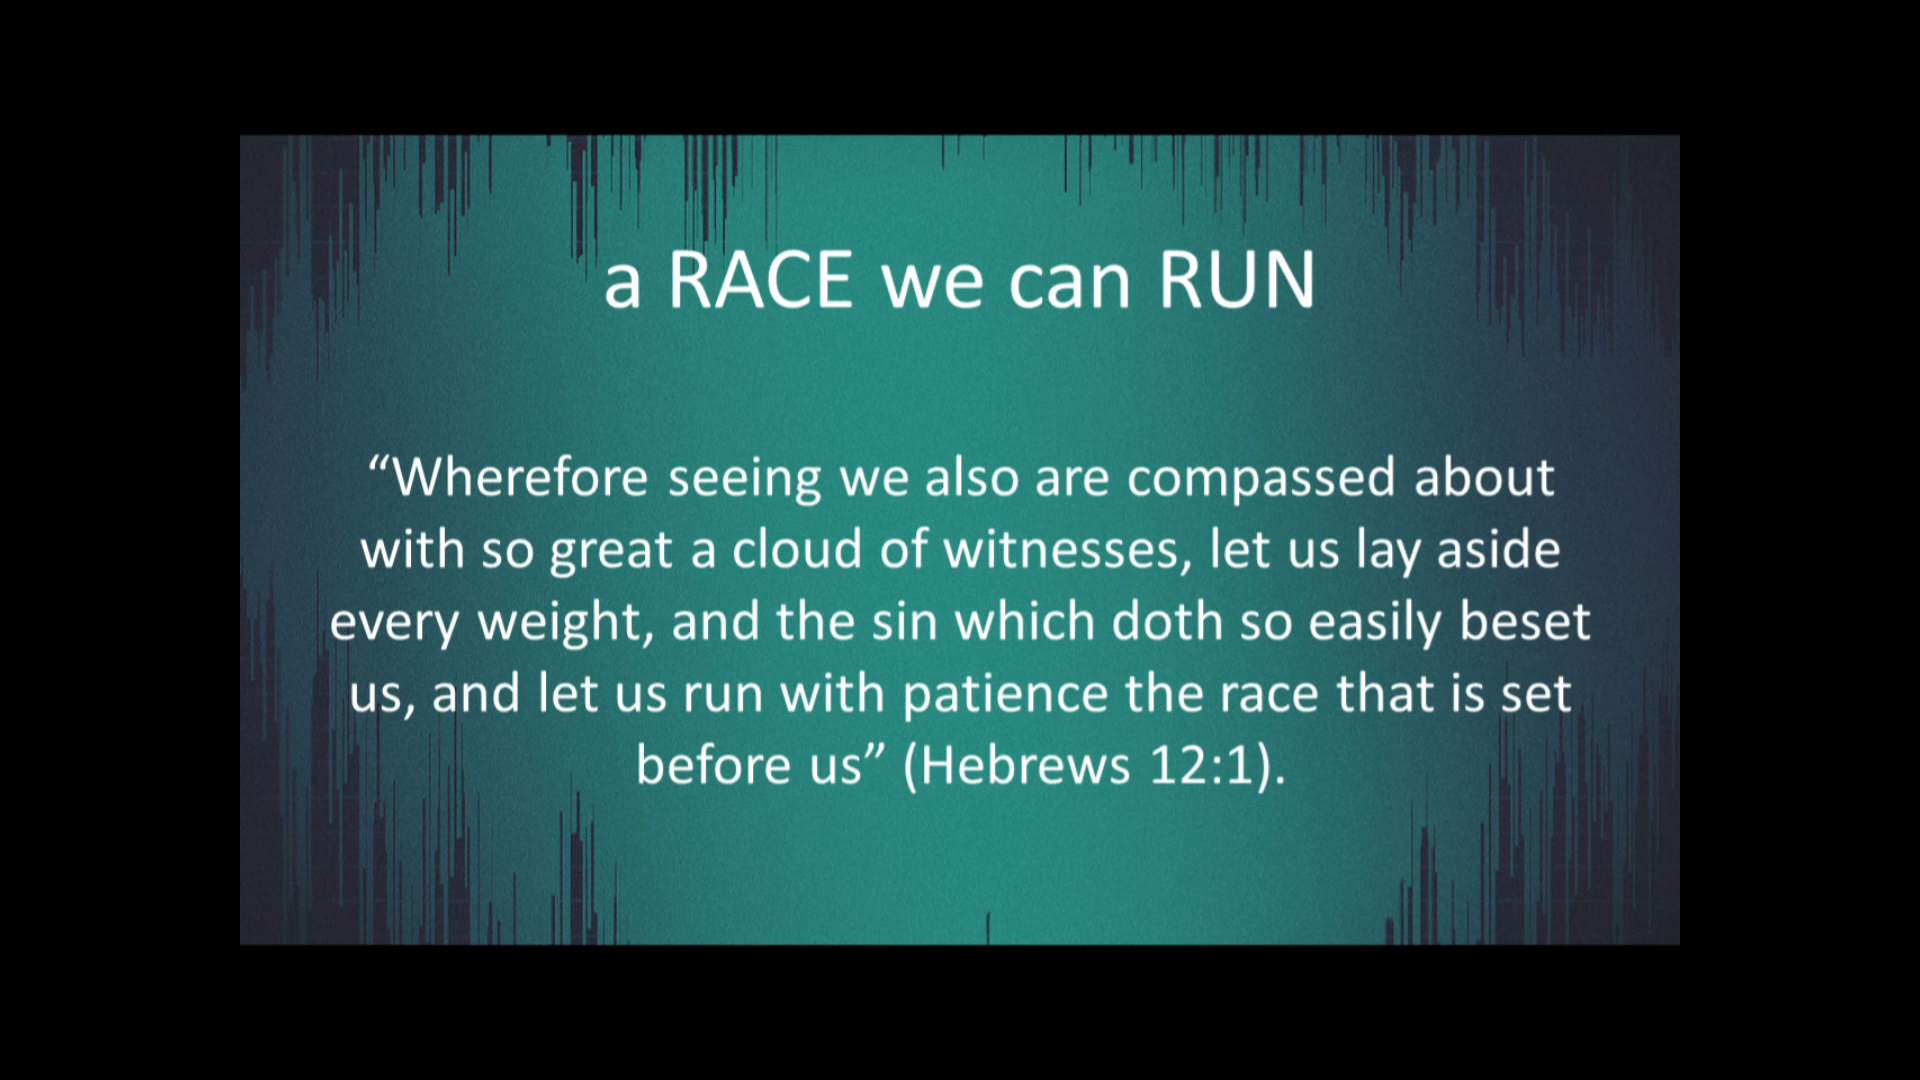 a RACE we can RUN
“Wherefore seeing we also are compassed about
with so great a cloud of witnesses, let us lay aside
every weight, and the sin which doth so easily beset
us, and let us run with patience the race that is set
before us” (Hebrews 12:1).